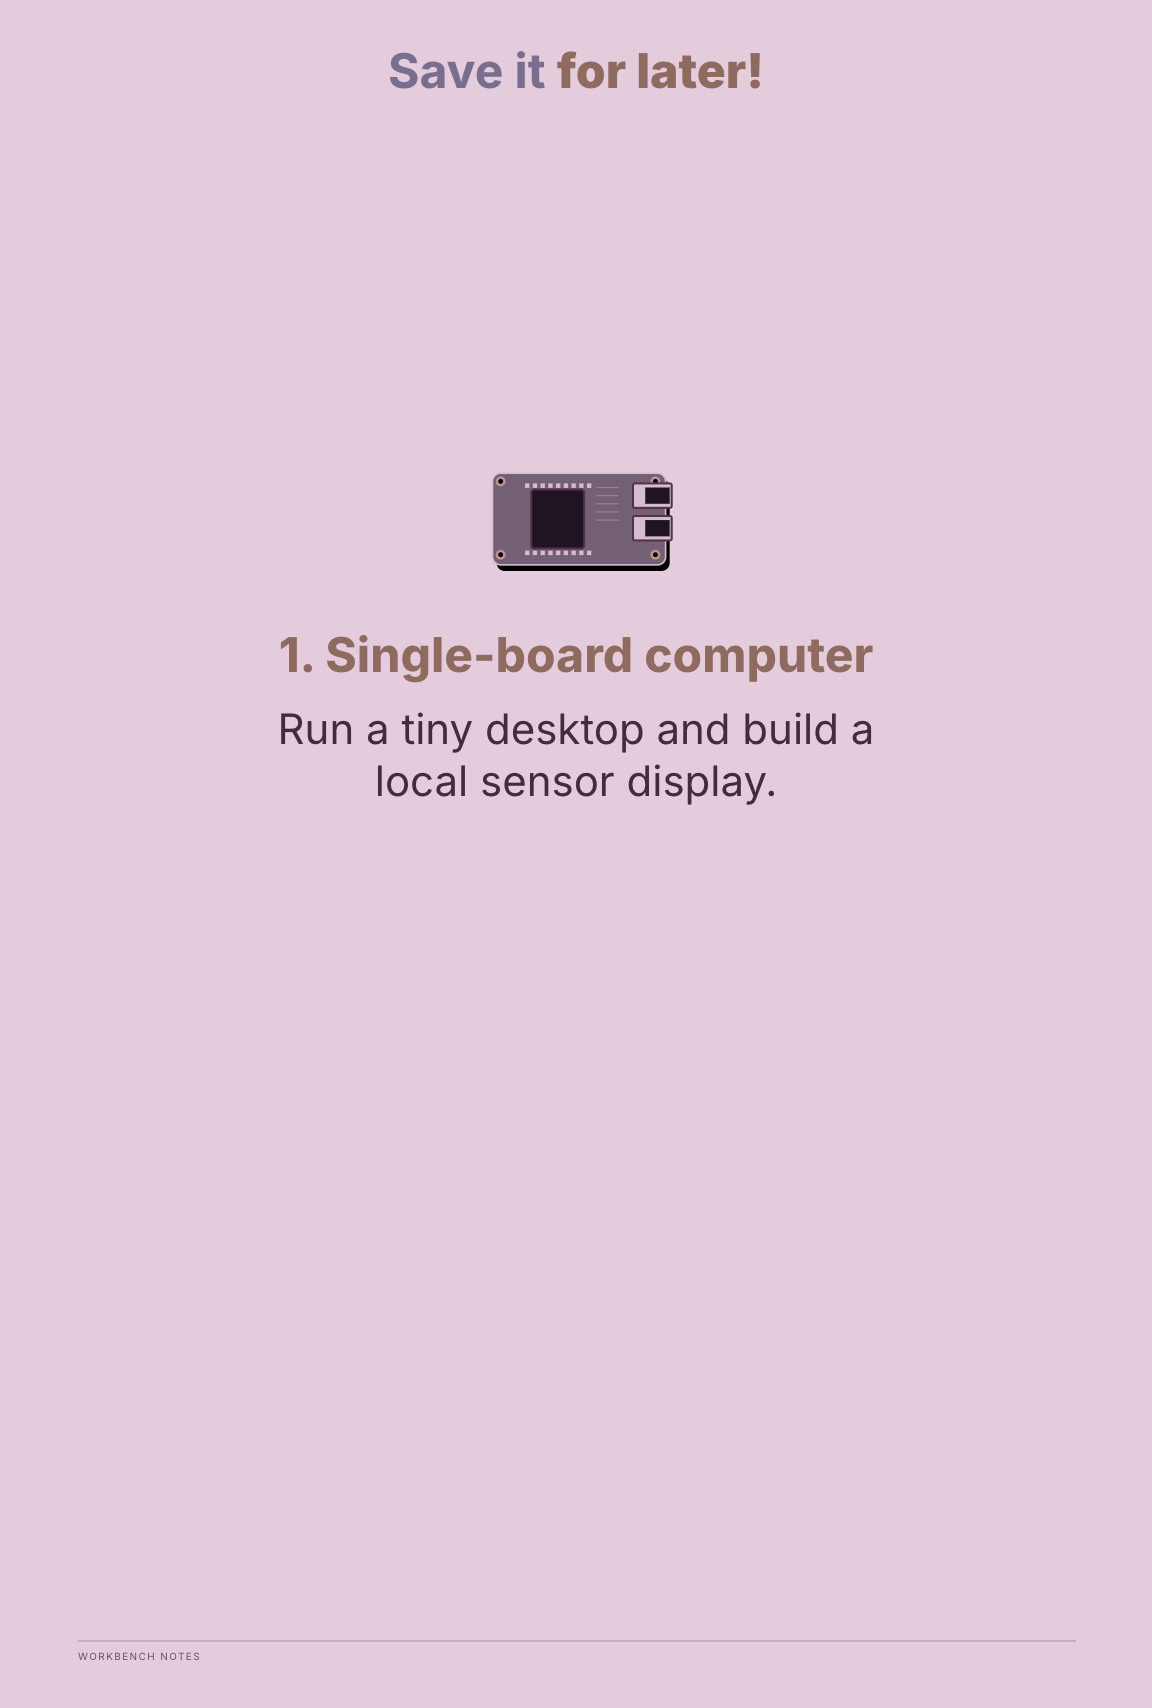 Save it for later!
1. Single-board computer
Run a tiny desktop and build a
local sensor display.
WORKBENCH NOTES